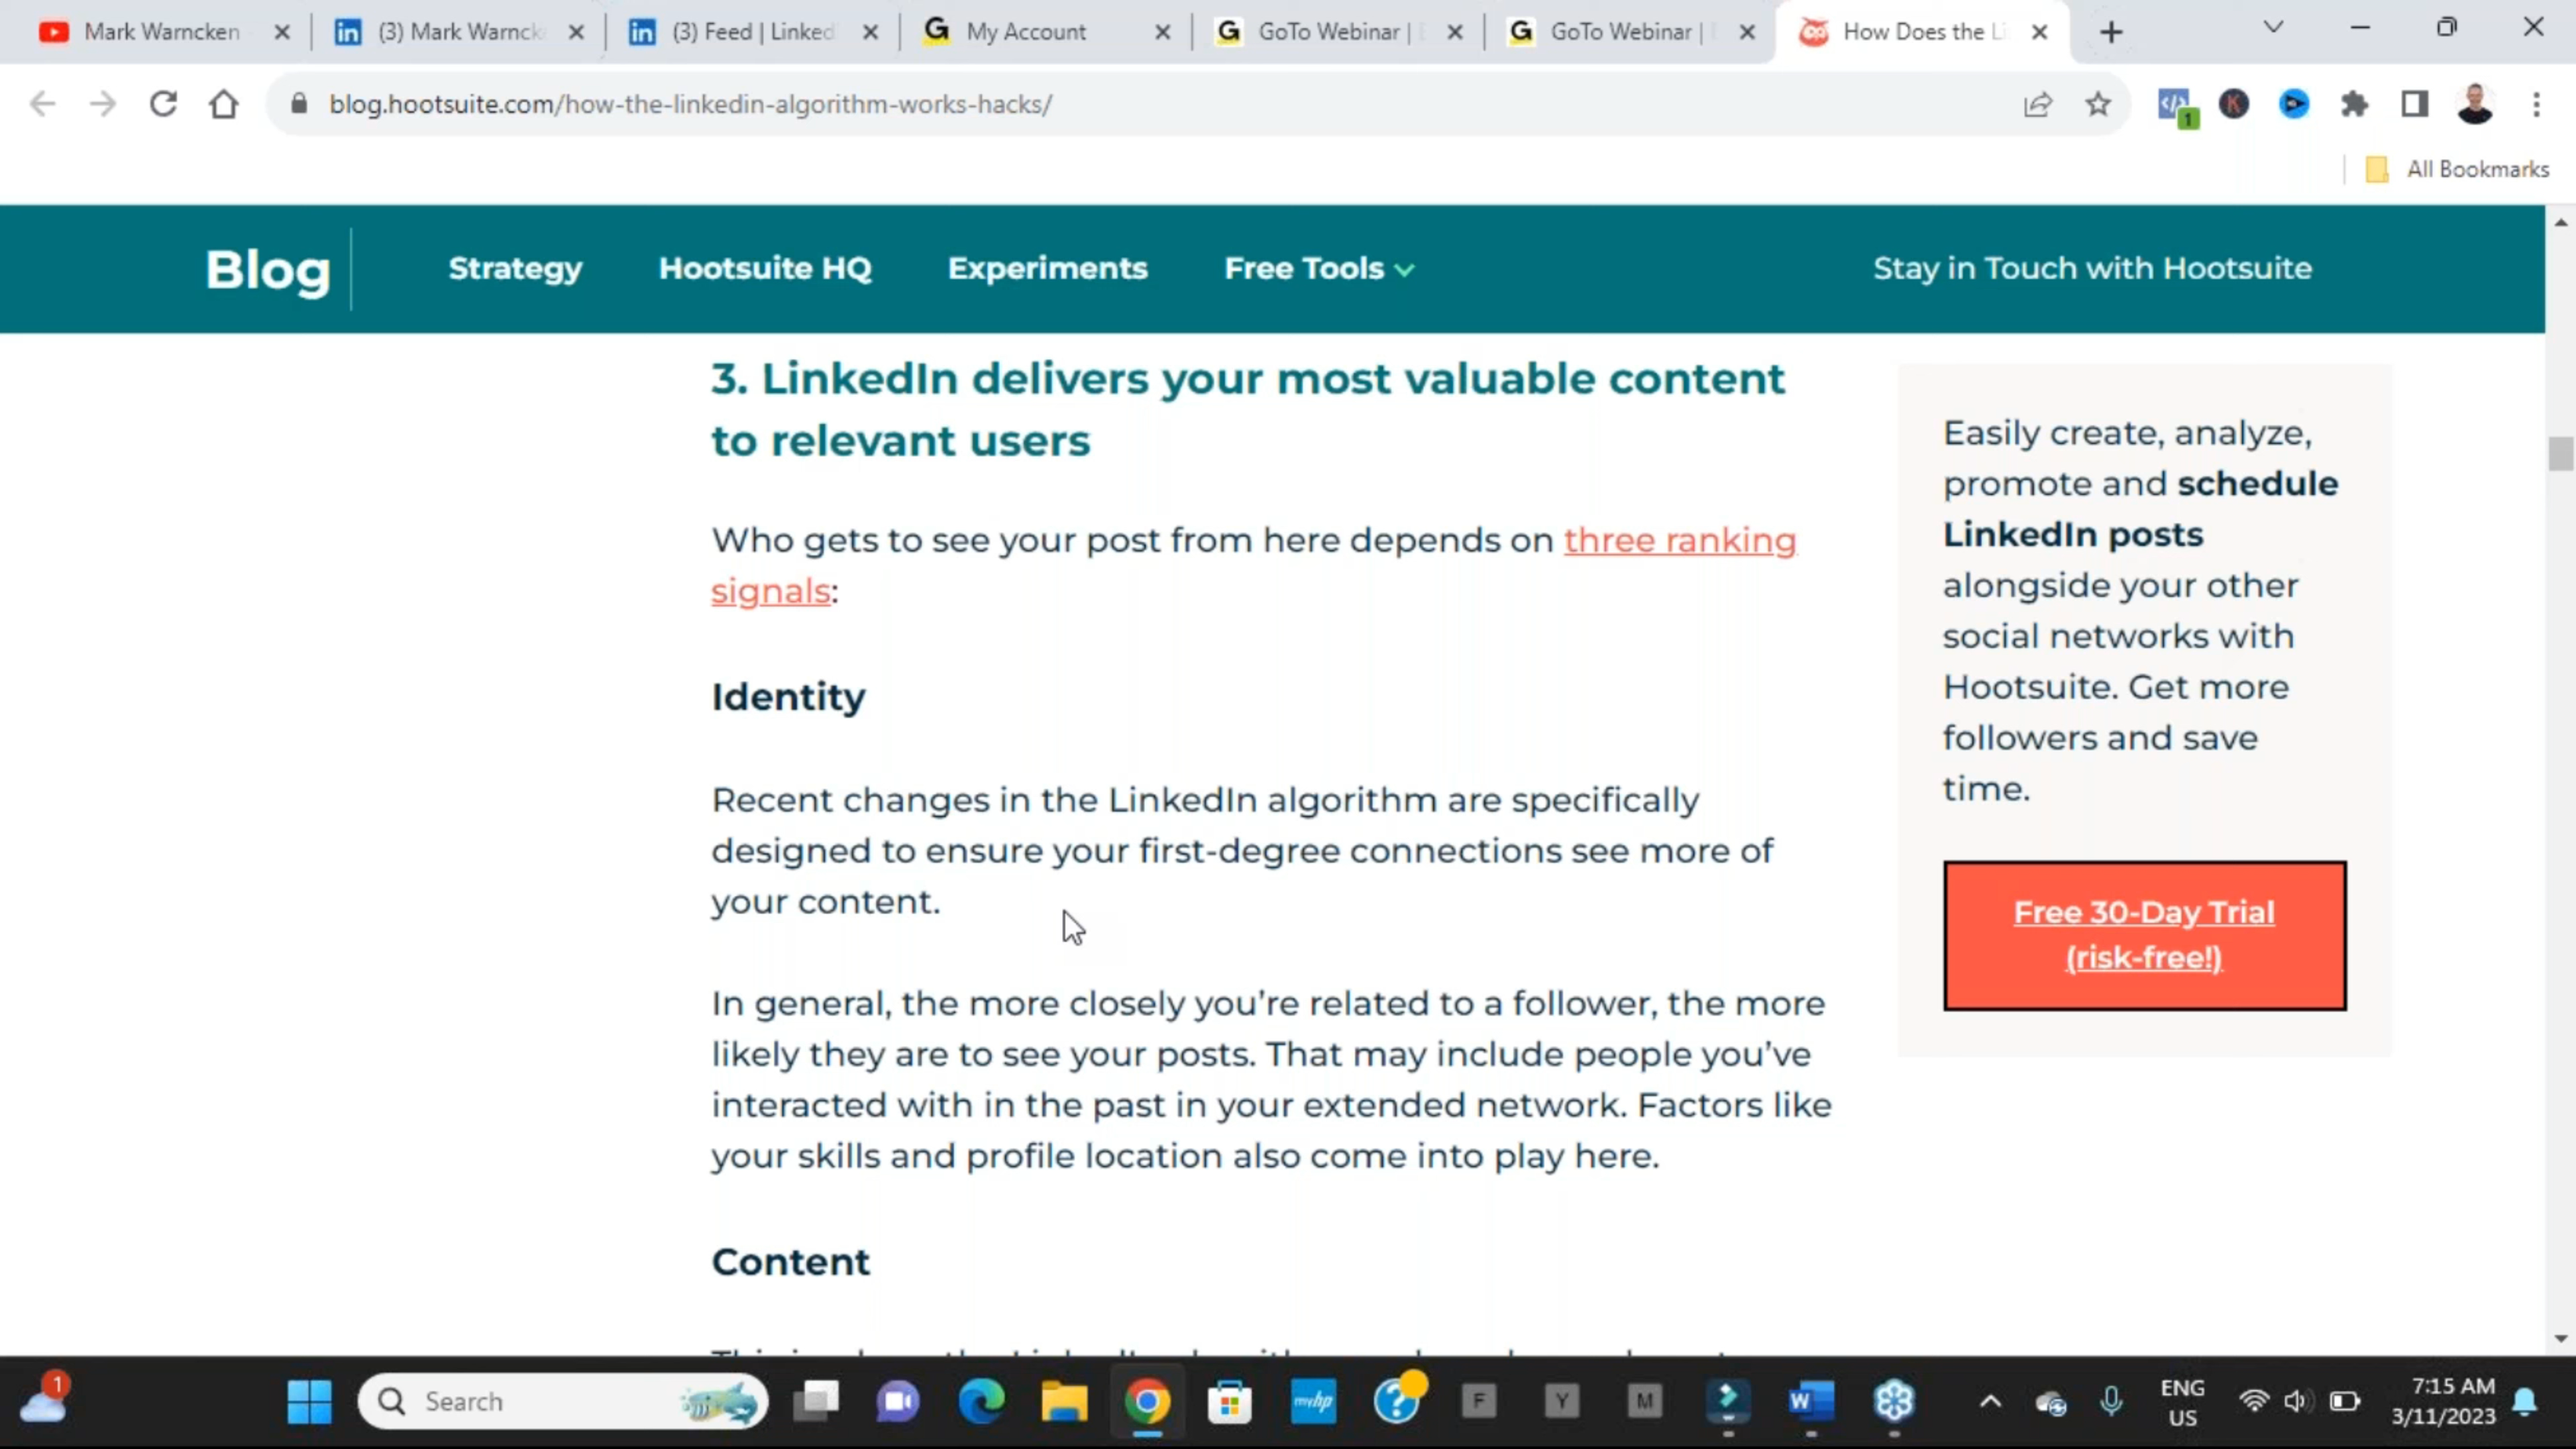 Mark Warncken
(3) Mark Warnck
(3) Feed | Linked
My Account
GoTo Webinar |
GoTo Webinar |
How Does the Li
blog.hootsuite.com/how-the-linkedin-algorithm-works-hacks/
1
All Bookmarks
Blog
Strategy
Hootsuite HQ
Experiments
Free Tools
Stay in Touch with Hootsuite
3. LinkedIn delivers your most valuable content
to relevant users
Who gets to see your post from here depends on three ranking
signals:
Identity
Recent changes in the LinkedIn algorithm are specifically
designed to ensure your first-degree connections see more of
your content.
In general, the more closely you’re related to a follower, the more
likely they are to see your posts. That may include people you’ve
interacted with in the past in your extended network. Factors like
your skills and profile location also come into play here.
Content
Easily create, analyze,
promote and schedule
LinkedIn posts
alongside your other
social networks with
Hootsuite. Get more
followers and save
time.
Free 30-Day Trial
(risk-free!)
1
Search
myhp
F
Y
M
W
ENG
US
7:15 AM
3/11/2023